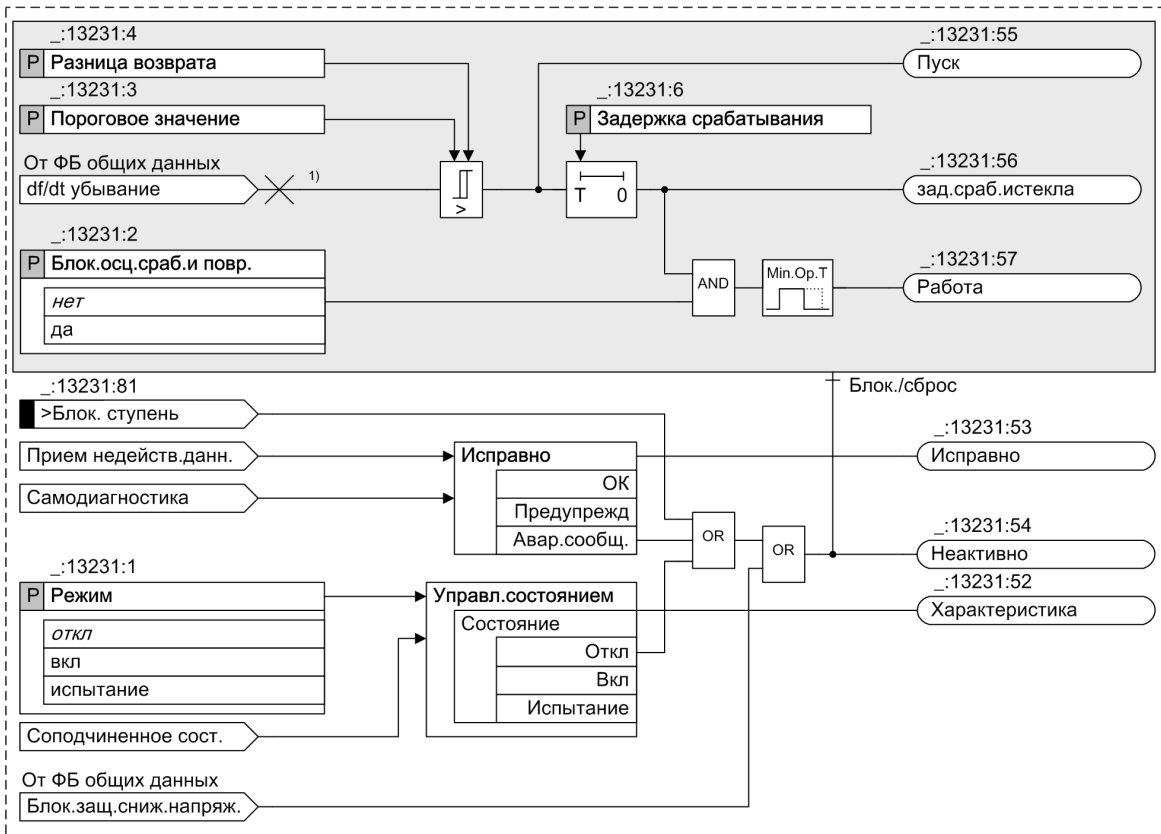 _:13231:4
P Разница возврата
_:13231:3
P Пороговое значение
От ФБ общих данных
df/dt убывание
1)
>
_:13231:6
P Задержка срабатывания
T 0
_:13231:55
Пуск
_:13231:56
зад.сраб.истекла
_:13231:2
P Блок.осц.сраб.и повр.
нет
да
AND
Min.Op.T
_:13231:57
Работа
Блок./сброс
_:13231:81
>Блок. ступень
Прием недейств.данн.
Самодиагностика
Исправно
ОК
Предупрежд
Авар.сообщ.
OR
OR
_:13231:53
Исправно
_:13231:54
Неактивно
_:13231:52
Характеристика
_:13231:1
P Режим
откл
вкл
испытание
Управл.состоянием
Состояние
Откл
Вкл
Испытание
Соподчиненное сост.
От ФБ общих данных
Блок.защ.сниж.напряж.